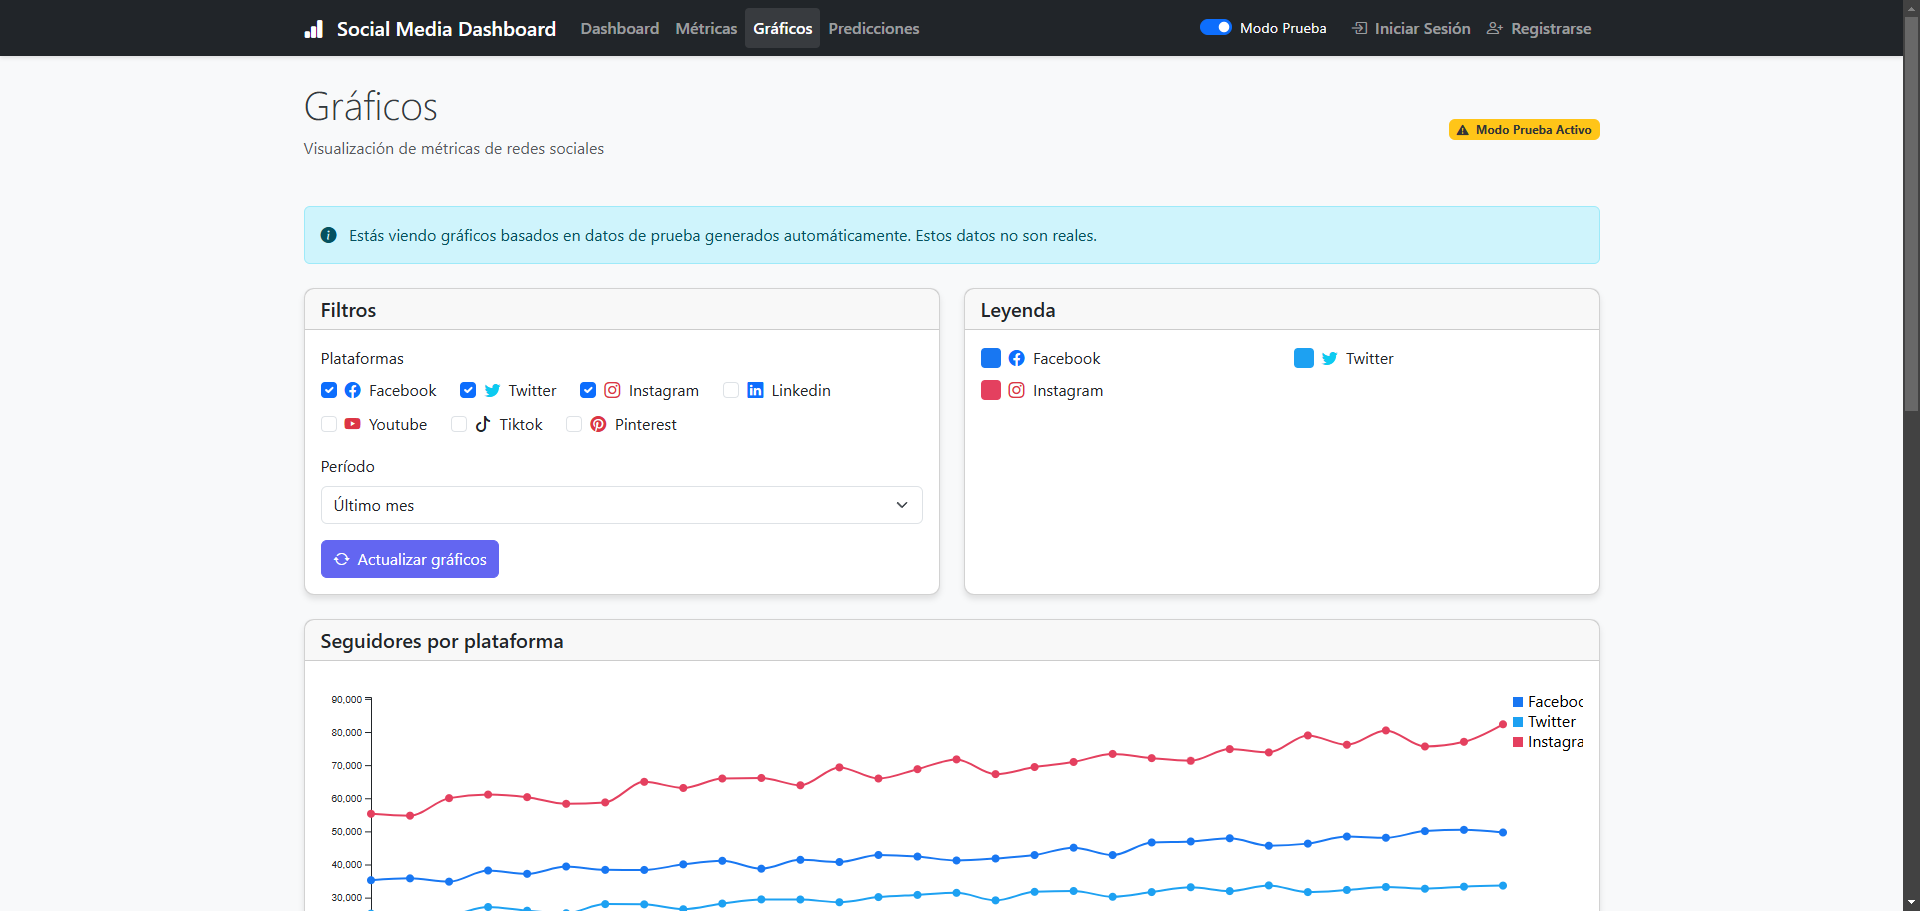 Social Media Dashboard Dashboard Métricas Gráficos Predicciones Modo Prueba Iniciar Sesión Registrarse
Gráficos
Modo Prueba Activo
Visualización de métricas de redes sociales
Estás viendo gráficos basados en datos de prueba generados automáticamente. Estos datos no son reales.
Filtros
Plataformas
Facebook Twitter Instagram Linkedin
Youtube Tiktok Pinterest
Período
Último mes
Actualizar gráficos
Leyenda
Facebook Twitter
Instagram
Seguidores por plataforma
90,000
80,000
70,000
60,000
50,000
40,000
30,000
Faceboo
Twitter
Instagra